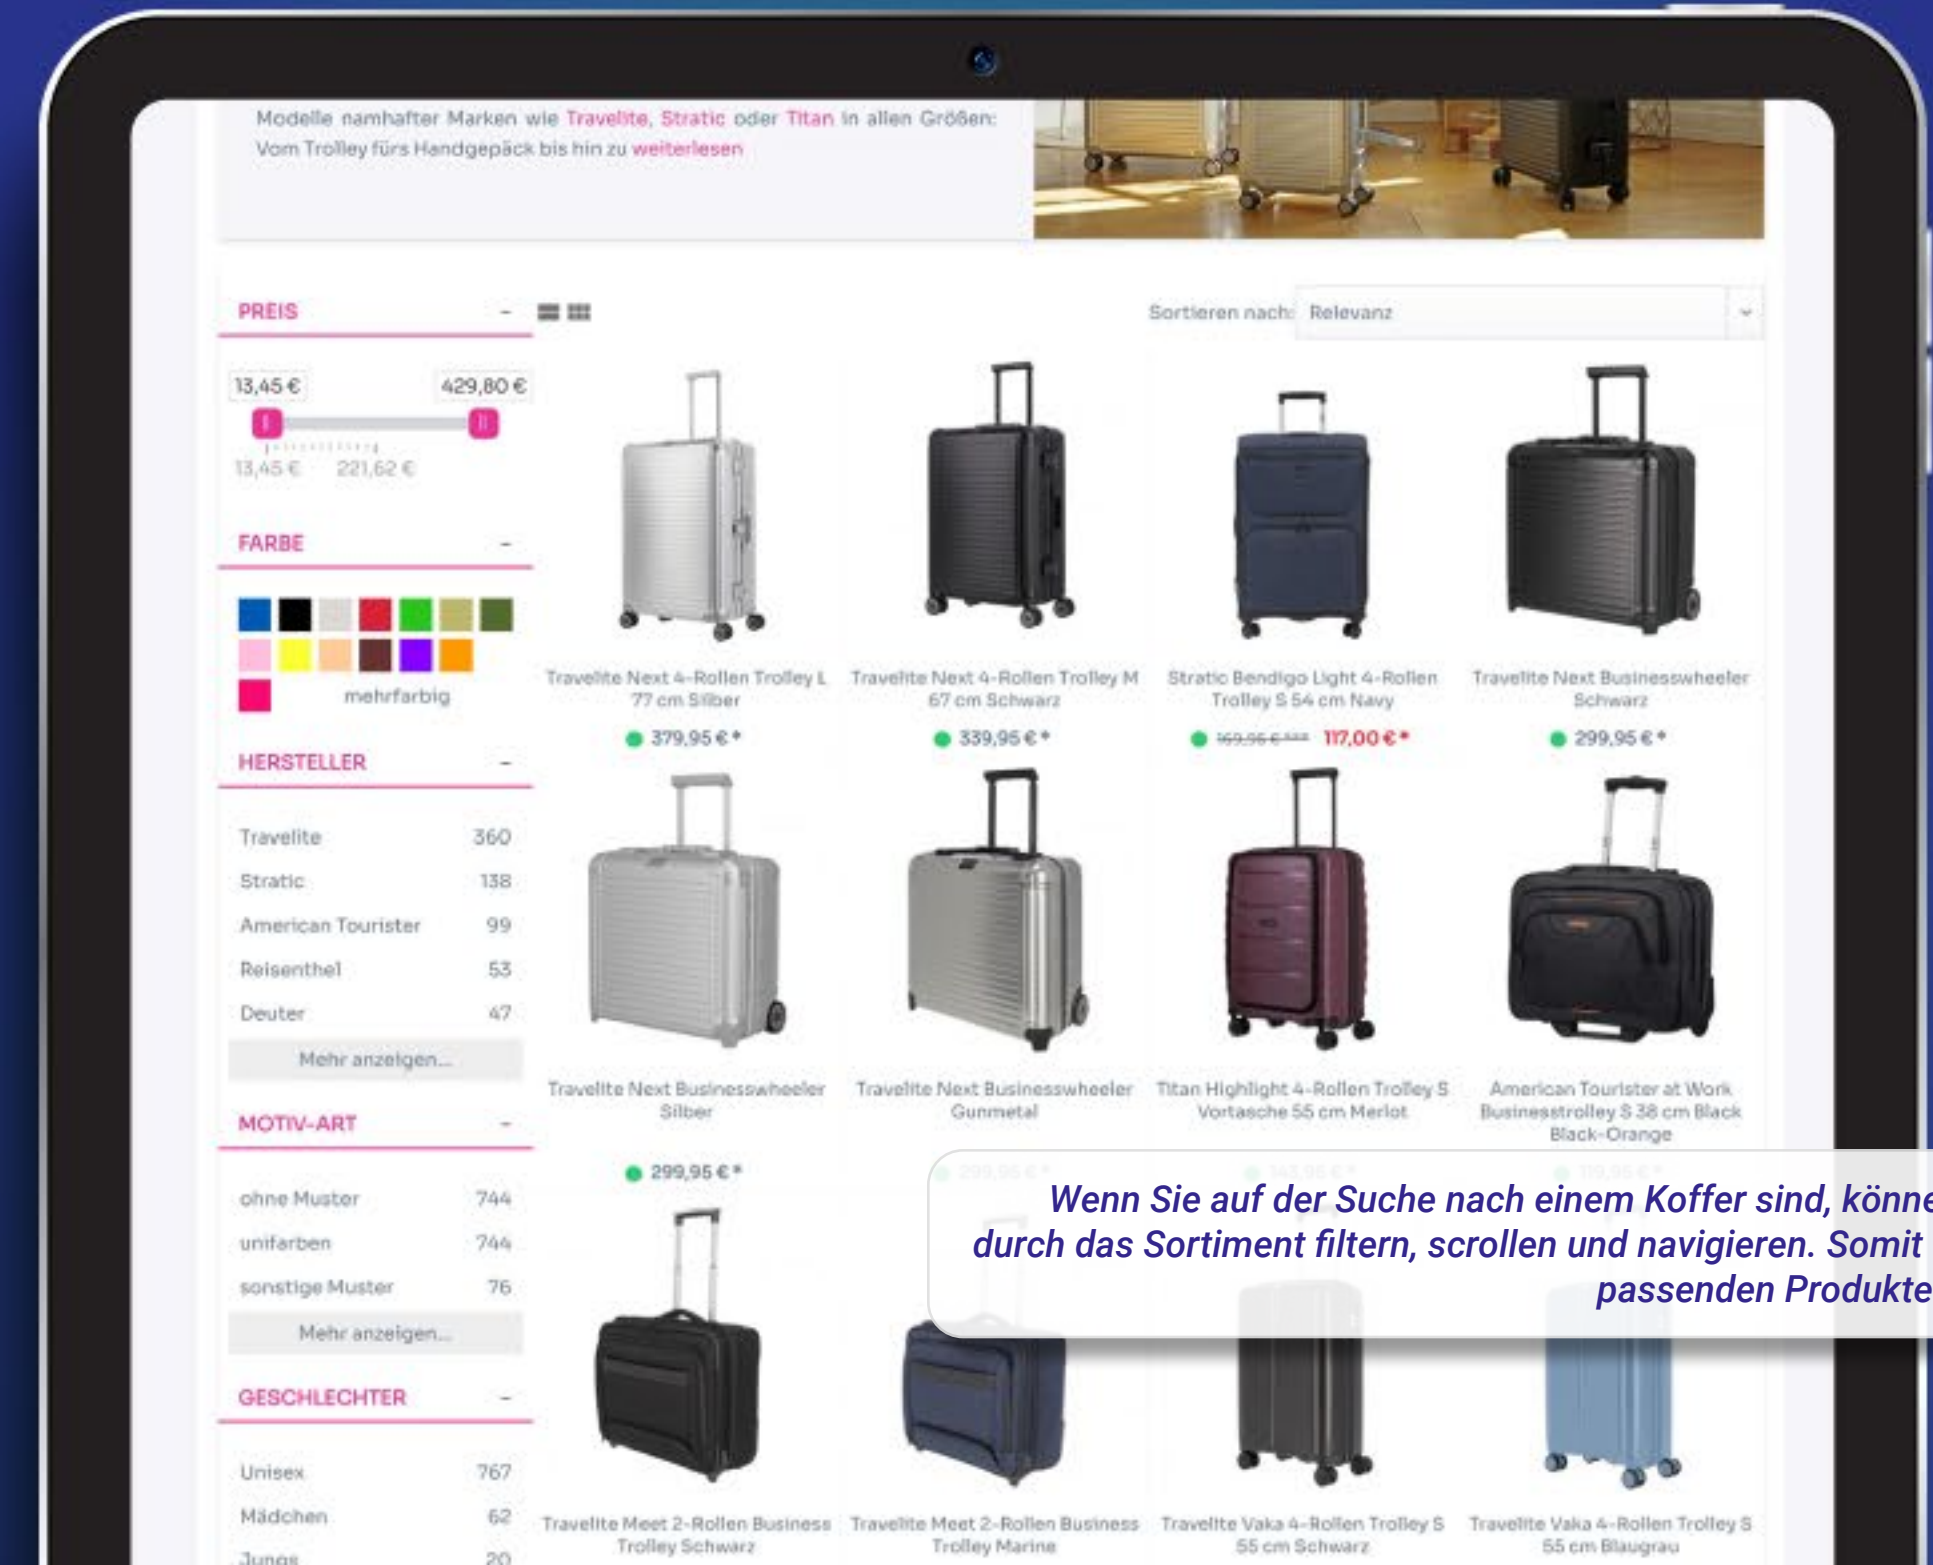 Modelle namhafter Marken wie Travelite, Stratic oder Titan in allen Größen:
Vom Trolley fürs Handgepäck bis hin zu weiterlesen
PREIS –
Sortieren nach: Relevanz
13,45 € 429,80 €
13,45 € 221,62 €
FARBE –
mehrfarbig
HERSTELLER –
Travelite 360
Stratic 138
American Tourister 99
Reisenthel 53
Deuter 47
Mehr anzeigen...
MOTIV-ART –
ohne Muster 744
unifarben 744
sonstige Muster 76
Mehr anzeigen...
GESCHLECHTER –
Unisex 767
Mädchen 62
Jungs 20
Travelite Next 4-Rollen Trolley L
77 cm Silber
379,95 € *
Travelite Next 4-Rollen Trolley M
67 cm Schwarz
339,95 € *
Stratic Bendigo Light 4-Rollen
Trolley S 54 cm Navy
169,95 € *** 117,00 € *
Travelite Next Businesswheeler
Schwarz
299,95 € *
Travelite Next Businesswheeler
Silber
299,95 € *
Travelite Next Businesswheeler
Gunmetal
299,95 € *
Titan Highlight 4-Rollen Trolley S
Vortasche 55 cm Merlot
American Tourister at Work
Businesstrolley S 38 cm Black
Black-Orange
119,95 € *
Wenn Sie auf der Suche nach einem Koffer sind, könne
durch das Sortiment filtern, scrollen und navigieren. Somit
passenden Produkte
Travelite Meet 2-Rollen Business
Trolley Schwarz
Travelite Meet 2-Rollen Business
Trolley Marine
Travelite Vaka 4-Rollen Trolley S
55 cm Schwarz
Travelite Vaka 4-Rollen Trolley S
55 cm Blaugrau